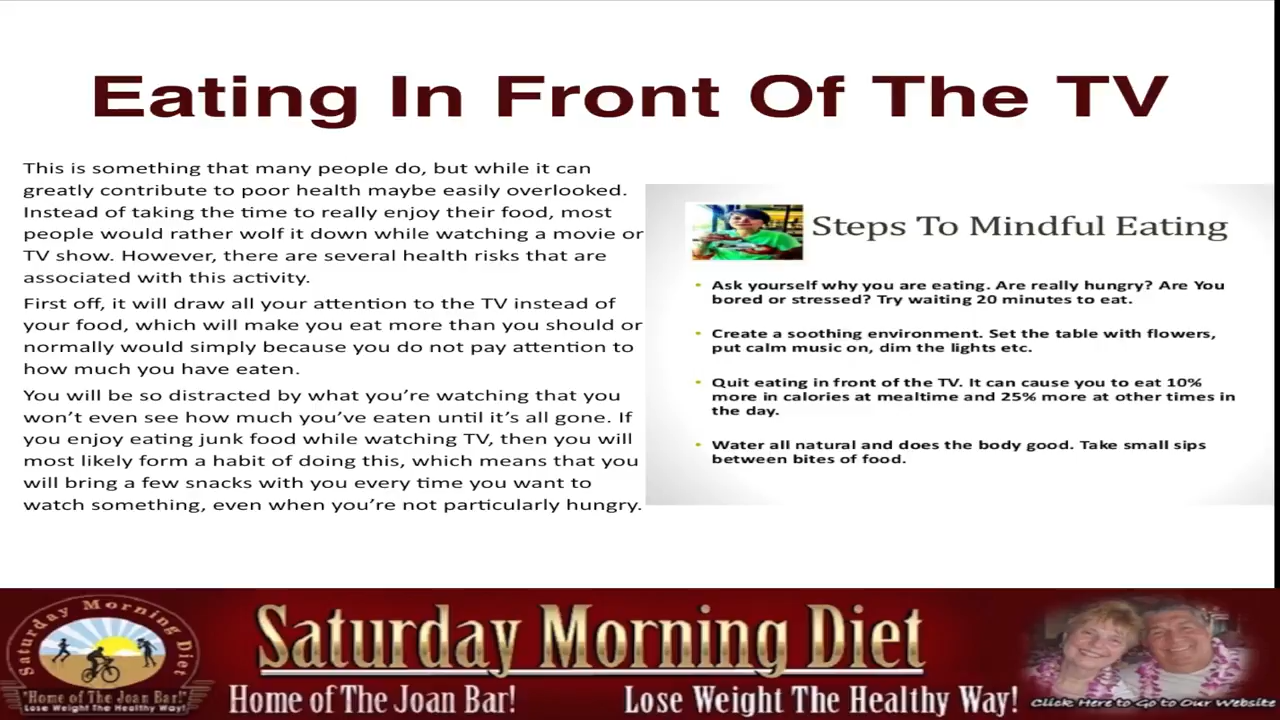 Eating In Front Of The TV
This is something that many people do, but while it can
greatly contribute to poor health maybe easily overlooked.
Instead of taking the time to really enjoy their food, most
people would rather wolf it down while watching a movie or
TV show. However, there are several health risks that are
associated with this activity.
First off, it will draw all your attention to the TV instead of
your food, which will make you eat more than you should or
normally would simply because you do not pay attention to
how much you have eaten.
You will be so distracted by what you’re watching that you
won’t even see how much you’ve eaten until it’s all gone. If
you enjoy eating junk food while watching TV, then you will
most likely form a habit of doing this, which means that you
will bring a few snacks with you every time you want to
watch something, even when you’re not particularly hungry.
Steps To Mindful Eating
• Ask yourself why you are eating. Are really hungry? Are You
bored or stressed? Try waiting 20 minutes to eat.
• Create a soothing environment. Set the table with flowers,
put calm music on, dim the lights etc.
• Quit eating in front of the TV. It can cause you to eat 10%
more in calories at mealtime and 25% more at other times in
the day.
• Water all natural and does the body good. Take small sips
between bites of food.
Saturday Morning Diet
"Home of The Joan Bar!"
Lose Weight The Healthy Way!
Saturday Morning Diet
Home of The Joan Bar! Lose Weight The Healthy Way!
Click Here to Go to Our Website